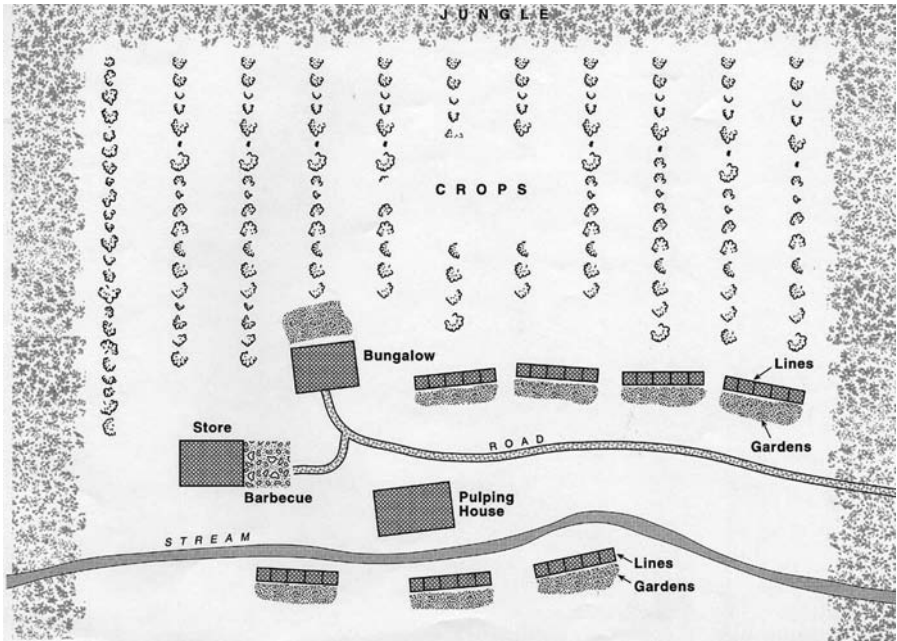 JUNGLE
CROPS
Bungalow
Lines
Gardens
Store
ROAD
Barbecue
Pulping
House
STREAM
Lines
Gardens